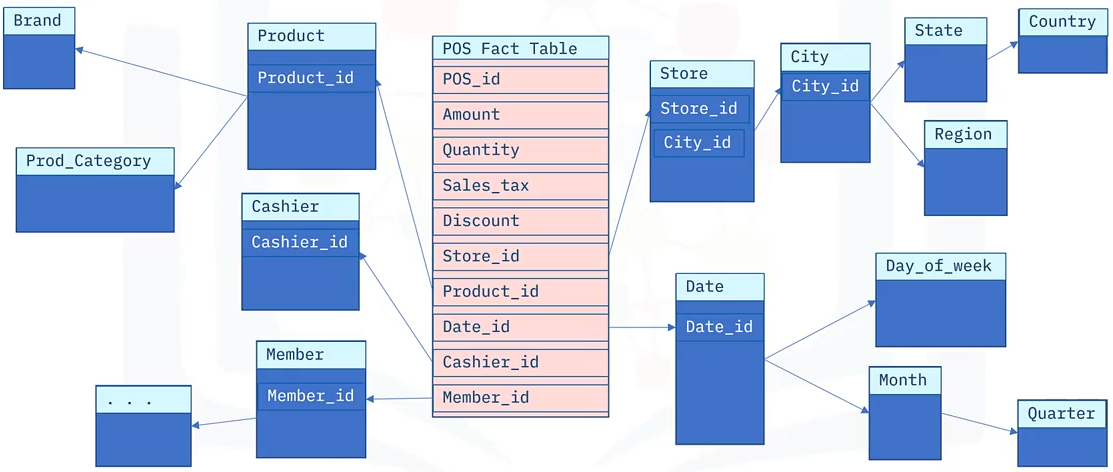 Brand
Product
Product_id
Prod_Category
Cashier
Cashier_id
Member
Member_id
. . .
POS Fact Table
POS_id
Amount
Quantity
Sales_tax
Discount
Store_id
Product_id
Date_id
Cashier_id
Member_id
Store
Store_id
City_id
City
City_id
State
Country
Region
Date
Date_id
Day_of_week
Month
Quarter